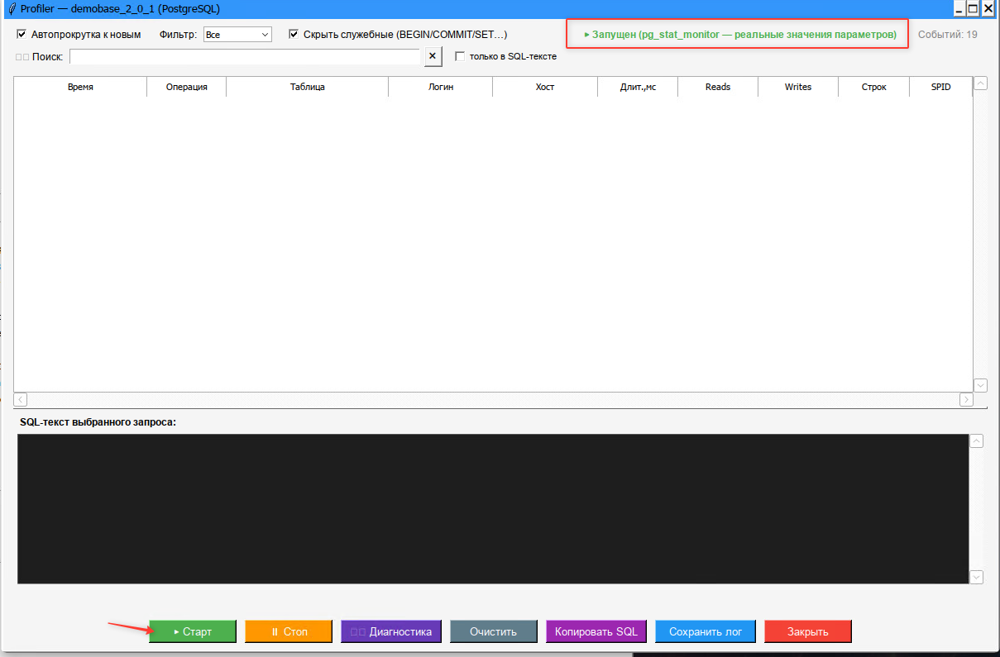 Profiler — demobase_2_0_1 (PostgreSQL)
Автопрокрутка к новым Фильтр: Все Скрыть служебные (BEGIN/COMMIT/SET...) ▸ Запущен (pg_stat_monitor — реальные значения параметров) Событий: 19
Поиск: ✕ только в SQL-тексте
Время Операция Таблица Логин Хост Длит.,мс Reads Writes Строк SPID
SQL-текст выбранного запроса:
▸ Старт ⏸ Стоп Диагностика Очистить Копировать SQL Сохранить лог Закрыть